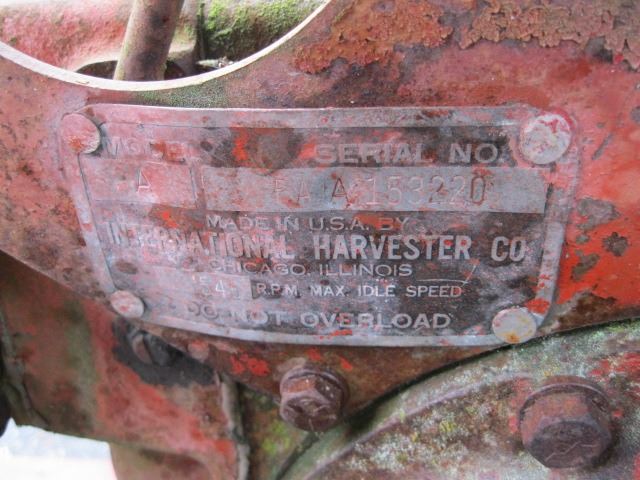 MODEL SERIAL NO.
A FAA 153220
MADE IN U.S.A. BY
INTERNATIONAL HARVESTER CO
CHICAGO, ILLINOIS
R.P.M. MAX. IDLE SPEED
DO NOT OVERLOAD